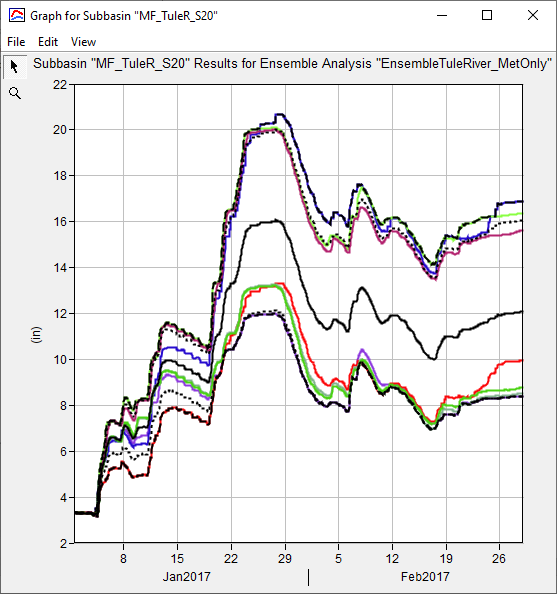 Graph for Subbasin "MF_TuleR_S20"
File Edit View
Subbasin "MF_TuleR_S20" Results for Ensemble Analysis "EnsembleTuleRiver_MetOnly"
22
20
18
16
14
12
10
8
6
4
2
(in)
8 15 22 29 5 12 19 26
Jan2017 Feb2017